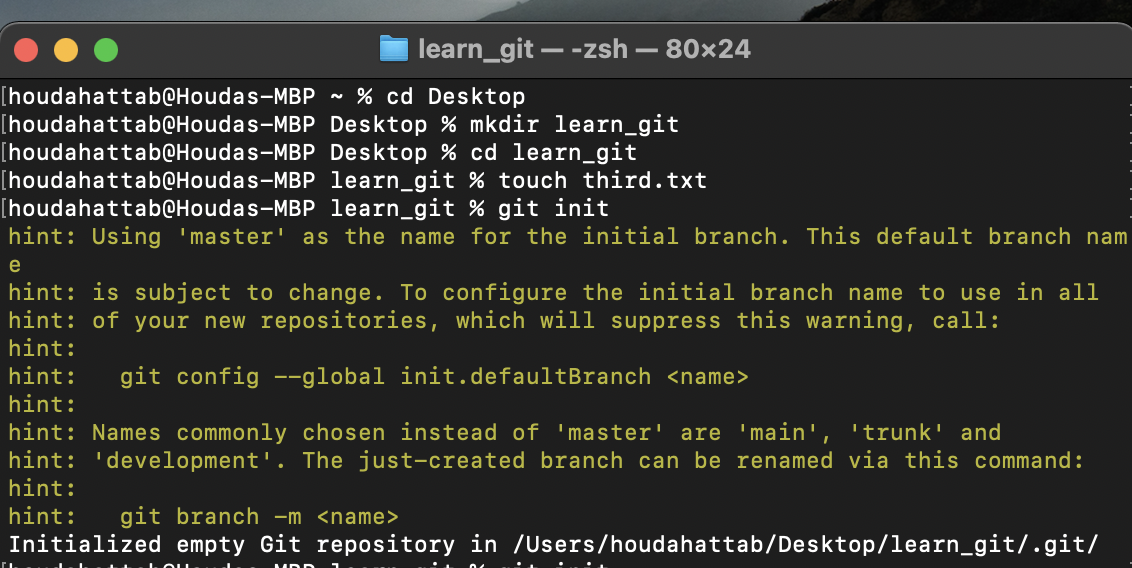 learn_git — -zsh — 80×24
[houdahattab@Houdas-MBP ~ % cd Desktop
[houdahattab@Houdas-MBP Desktop % mkdir learn_git
[houdahattab@Houdas-MBP Desktop % cd learn_git
[houdahattab@Houdas-MBP learn_git % touch third.txt
[houdahattab@Houdas-MBP learn_git % git init
hint: Using 'master' as the name for the initial branch. This default branch nam
e
hint: is subject to change. To configure the initial branch name to use in all
hint: of your new repositories, which will suppress this warning, call:
hint:
hint:   git config --global init.defaultBranch <name>
hint:
hint: Names commonly chosen instead of 'master' are 'main', 'trunk' and
hint: 'development'. The just-created branch can be renamed via this command:
hint:
hint:   git branch -m <name>
Initialized empty Git repository in /Users/houdahattab/Desktop/learn_git/.git/
[houdahattab@Houdas-MBP learn_git % git init